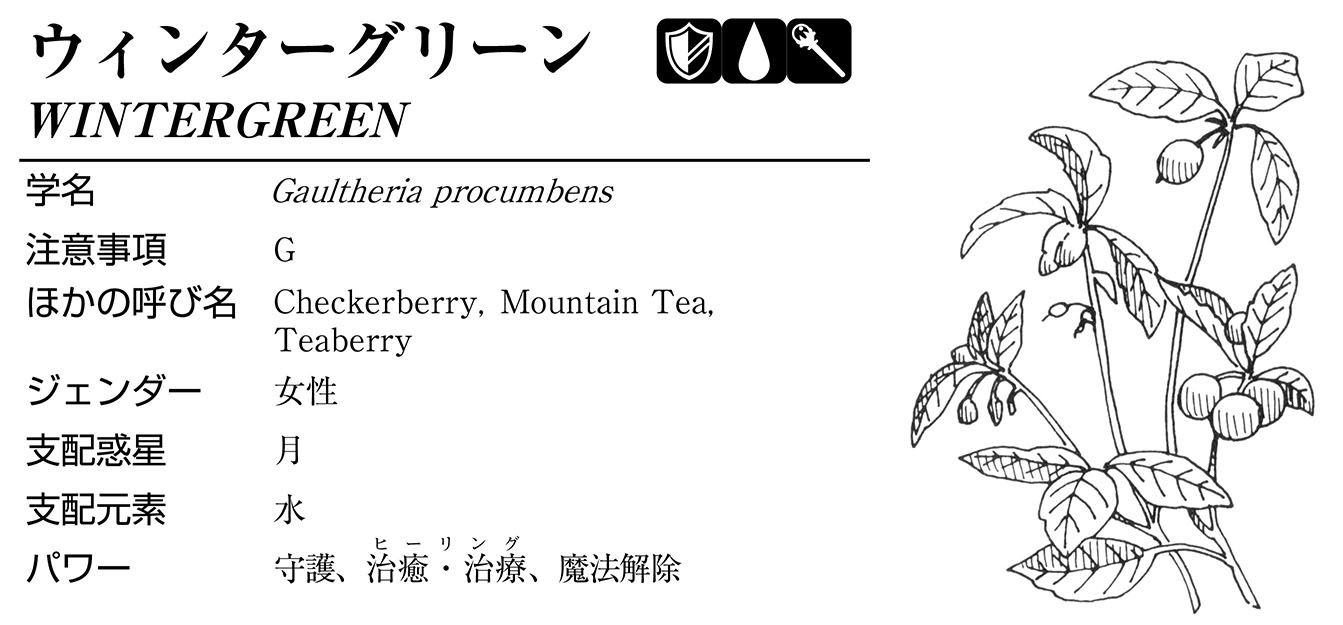 ウィンターグリーン
WINTERGREEN
学名 Gaultheria procumbens
注意事項 G
ほかの呼び名 Checkerberry, Mountain Tea,
Teaberry
ジェンダー 女性
支配惑星 月
支配元素 水
ヒーリング
パワー 守護、治癒・治療、魔法解除